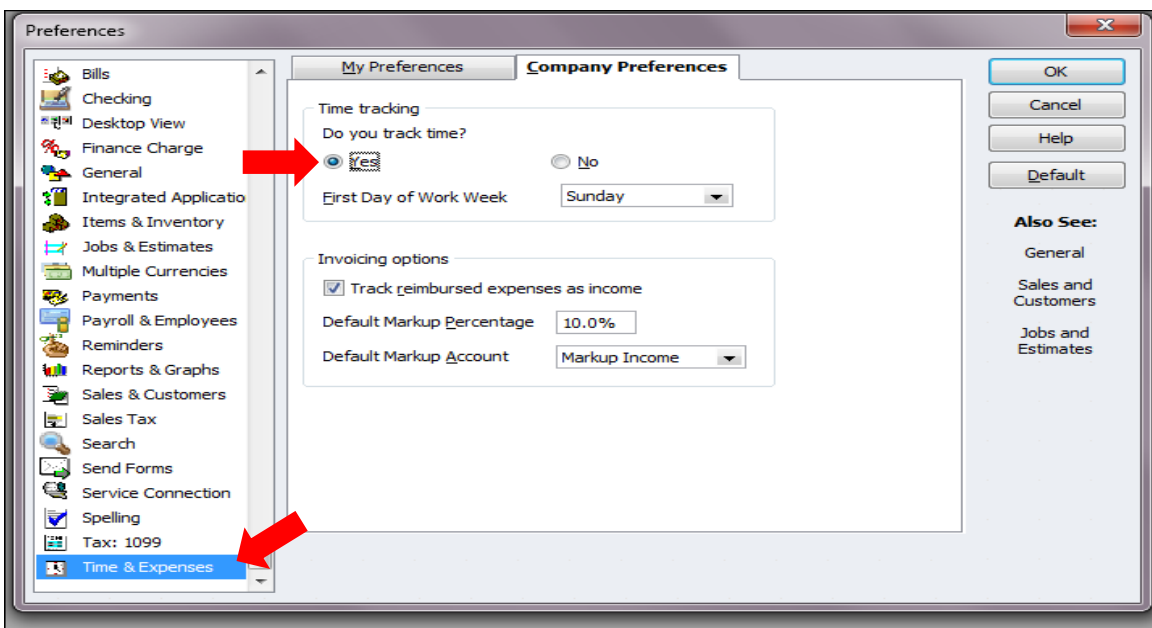 Preferences
Bills
Checking
Desktop View
Finance Charge
General
Integrated Applicatio
Items & Inventory
Jobs & Estimates
Multiple Currencies
Payments
Payroll & Employees
Reminders
Reports & Graphs
Sales & Customers
Sales Tax
Search
Send Forms
Service Connection
Spelling
Tax: 1099
Time & Expenses
My Preferences Company Preferences
Time tracking
Do you track time?
Yes No
First Day of Work Week Sunday
Invoicing options
Track reimbursed expenses as income
Default Markup Percentage 10.0%
Default Markup Account Markup Income
OK
Cancel
Help
Default
Also See:
General
Sales and
Customers
Jobs and
Estimates